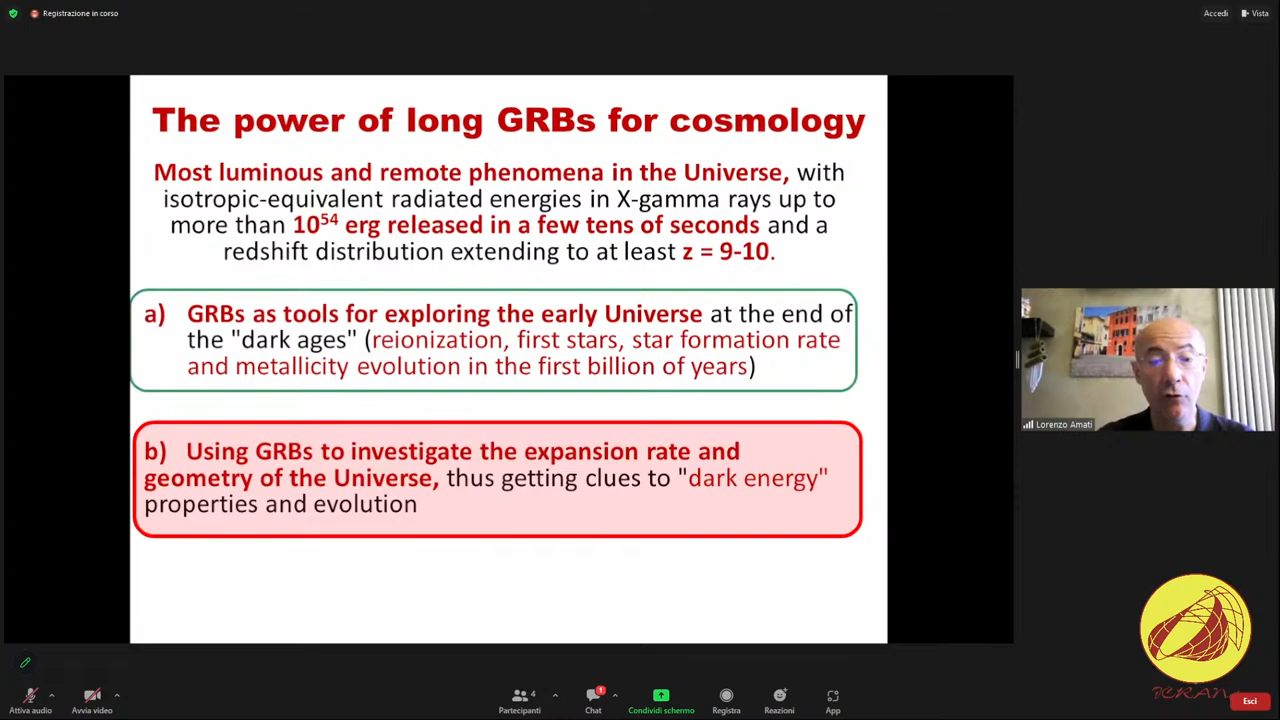 Registrazione in corso
Accedi
Vista
The power of long GRBs for cosmology
Most luminous and remote phenomena in the Universe, with
isotropic-equivalent radiated energies in X-gamma rays up to
more than 10⁵⁴ erg released in a few tens of seconds and a
redshift distribution extending to at least z = 9-10.
a) GRBs as tools for exploring the early Universe at the end of
the "dark ages" (reionization, first stars, star formation rate
and metallicity evolution in the first billion of years)
b) Using GRBs to investigate the expansion rate and
geometry of the Universe, thus getting clues to "dark energy"
properties and evolution
Lorenzo Amati
Attiva audio
Avvia video
Partecipanti
4
Chat
1
Condividi schermo
Registra
Reazioni
App
Esci